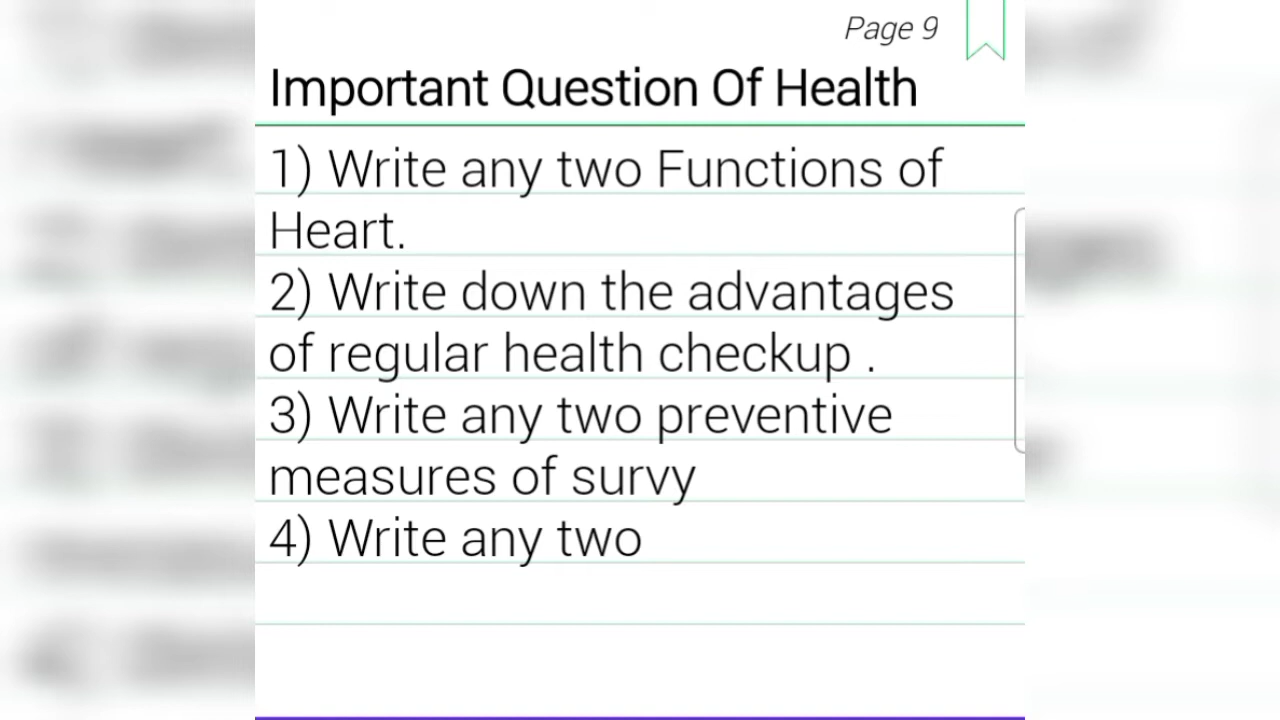 Page 9
Important Question Of Health
1) Write any two Functions of
Heart.
2) Write down the advantages
of regular health checkup .
3) Write any two preventive
measures of survy
4) Write any two